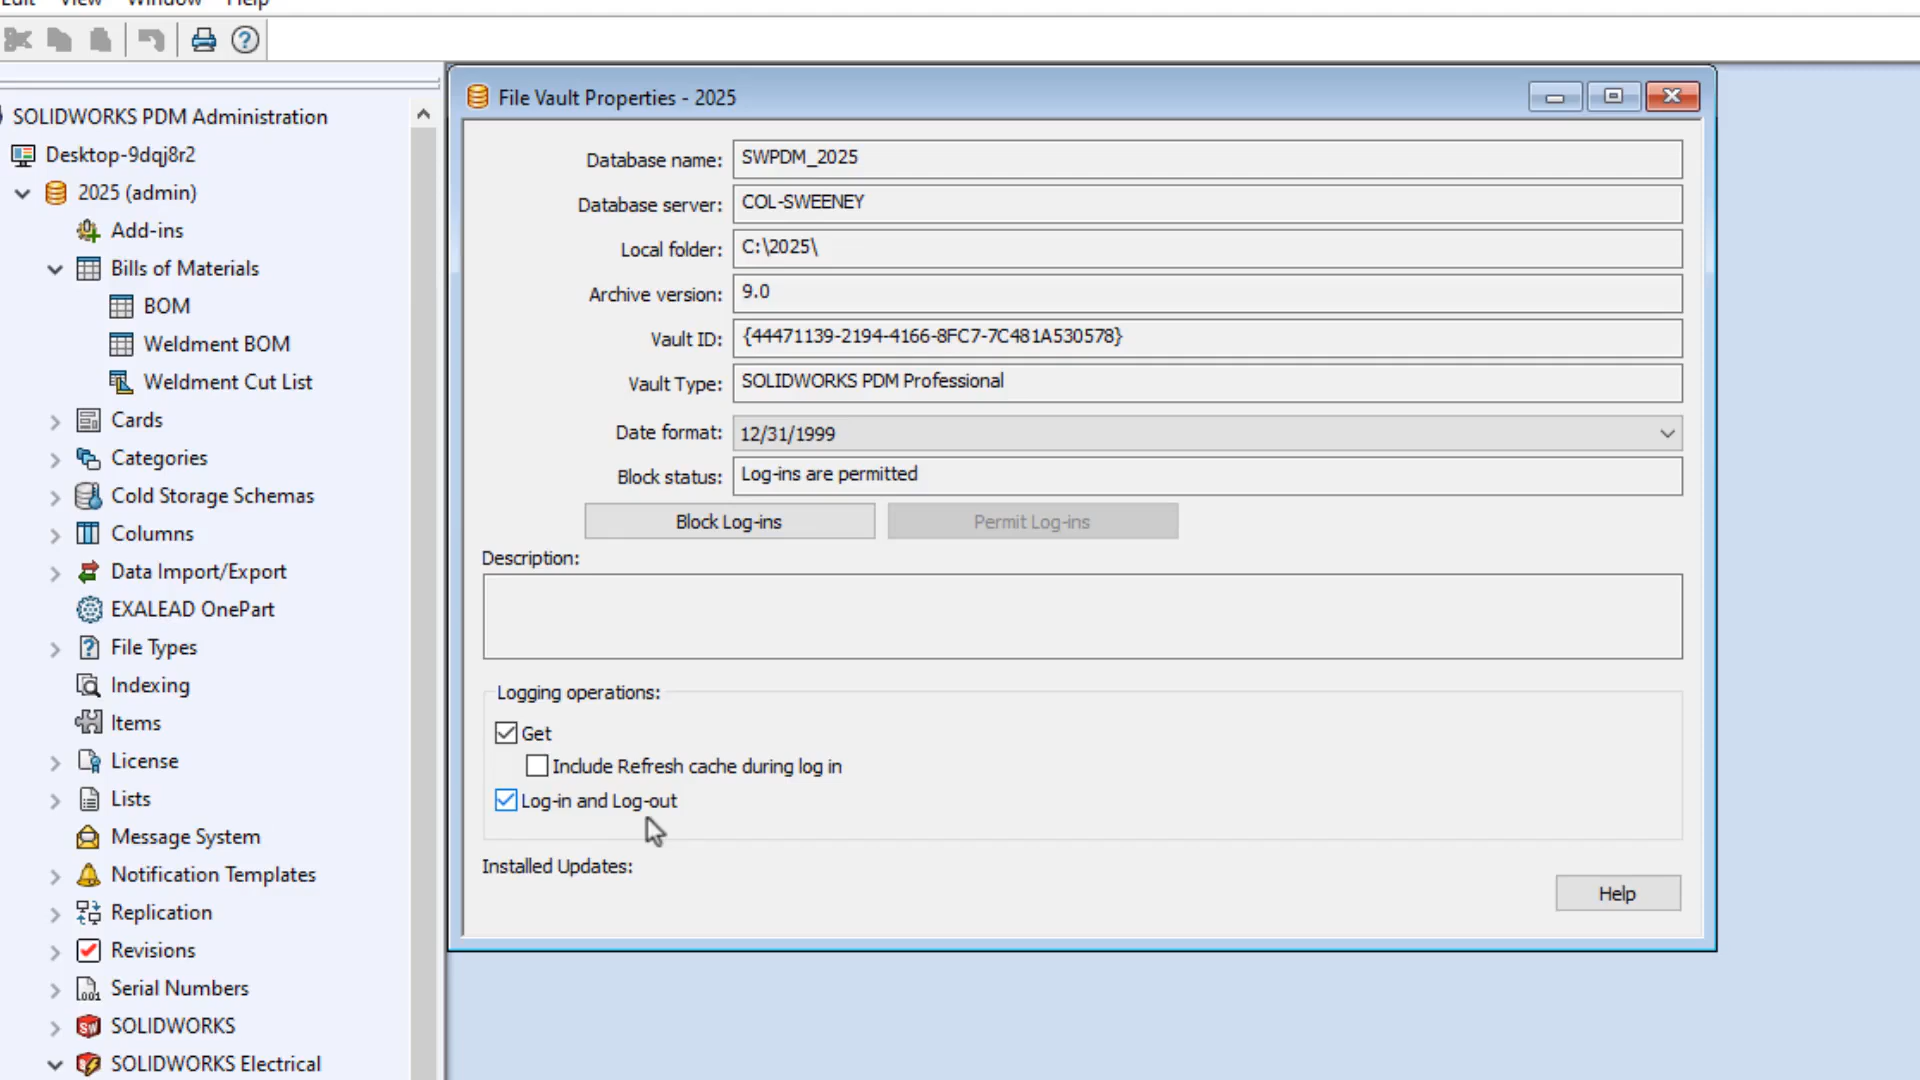 Edit View Window Help
SOLIDWORKS PDM Administration
Desktop-9dqj8r2
2025 (admin)
Add-ins
Bills of Materials
BOM
Weldment BOM
Weldment Cut List
Cards
Categories
Cold Storage Schemas
Columns
Data Import/Export
EXALEAD OnePart
File Types
Indexing
Items
License
Lists
Message System
Notification Templates
Replication
Revisions
Serial Numbers
SOLIDWORKS
SOLIDWORKS Electrical
File Vault Properties - 2025
Database name: SWPDM_2025
Database server: COL-SWEENEY
Local folder: C:\2025\
Archive version: 9.0
Vault ID: {44471139-2194-4166-8FC7-7C481A530578}
Vault Type: SOLIDWORKS PDM Professional
Date format: 12/31/1999
Block status: Log-ins are permitted
Block Log-ins Permit Log-ins
Description:
Logging operations:
Get
Include Refresh cache during log in
Log-in and Log-out
Installed Updates:
Help